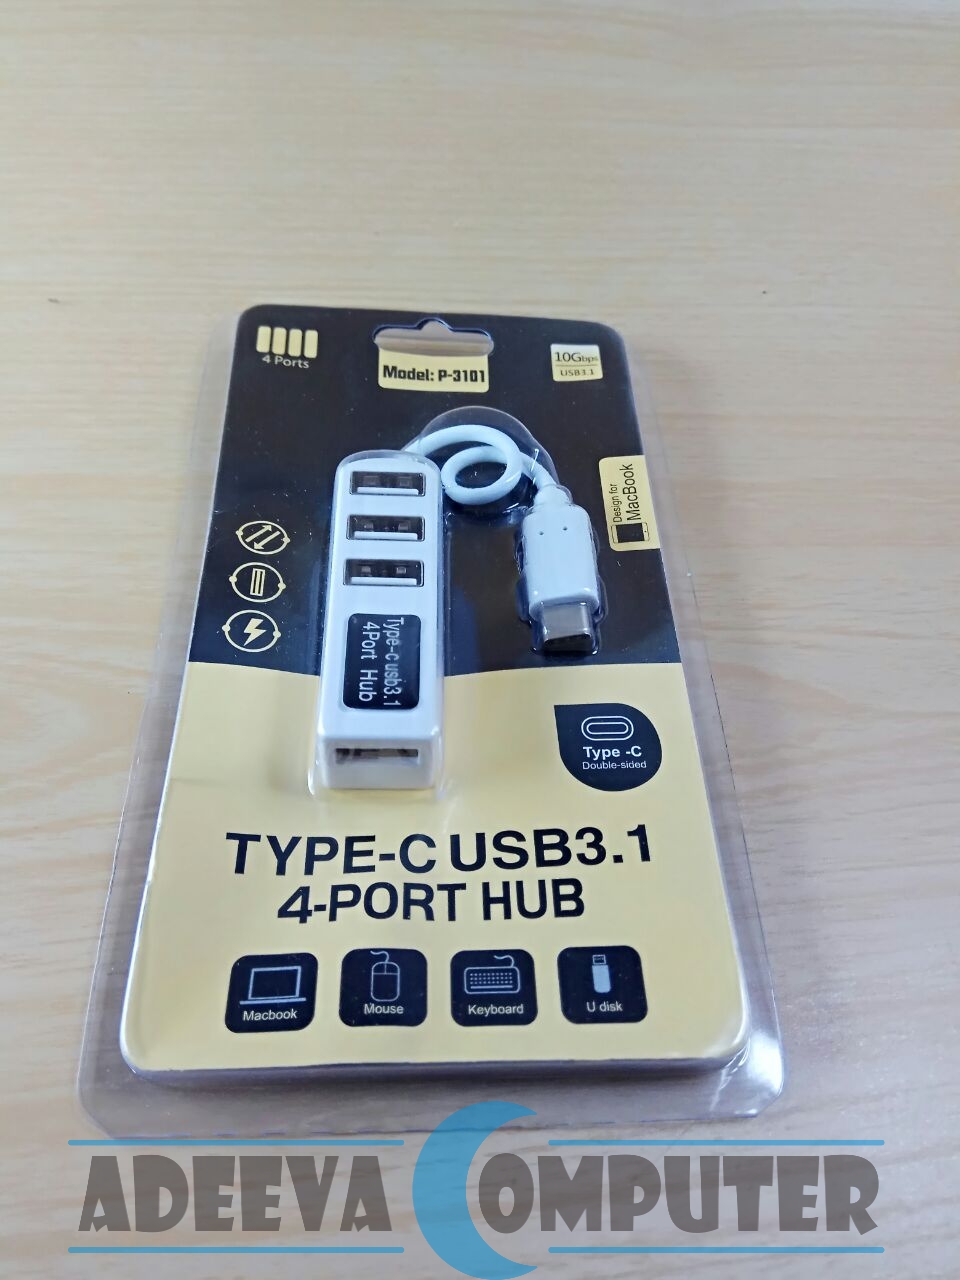 4 Ports
Model: P-3101
10Gbps
USB3.1
Design for
MacBook
Type-c usb3.1
4Port Hub
Type -C
Double-sided
TYPE-C USB3.1
4-PORT HUB
Macbook
Mouse
Keyboard
U disk
ADEEVA COMPUTER